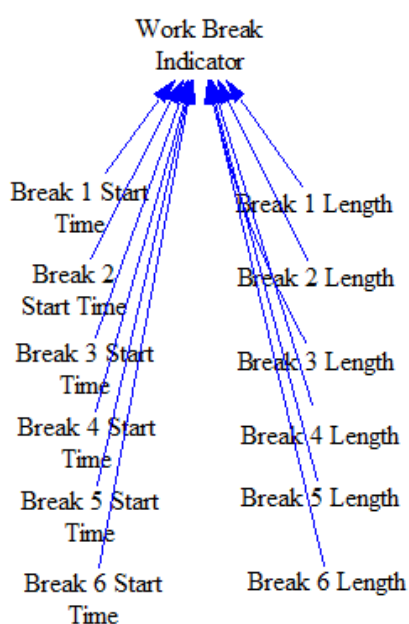 Work Break
Indicator
Break 1 Start
Time
Break 1 Length
Break 2
Start Time
Break 2 Length
Break 3 Start
Time
Break 3 Length
Break 4 Start
Time
Break 4 Length
Break 5 Start
Time
Break 5 Length
Break 6 Start
Time
Break 6 Length